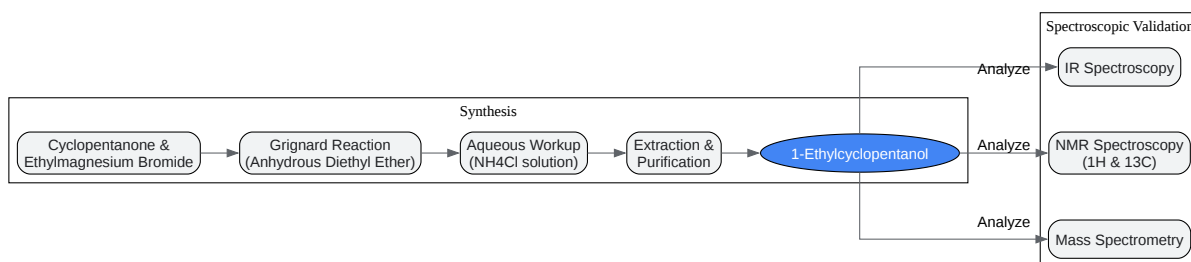 Spectroscopic Validation
Analyze
IR Spectroscopy
Synthesis
Cyclopentanone &
Ethylmagnesium Bromide
Grignard Reaction
(Anhydrous Diethyl Ether)
Aqueous Workup
(NH4Cl solution)
Extraction &
Purification
1-Ethylcyclopentanol
Analyze
NMR Spectroscopy
(1H & 13C)
Analyze
Mass Spectrometry